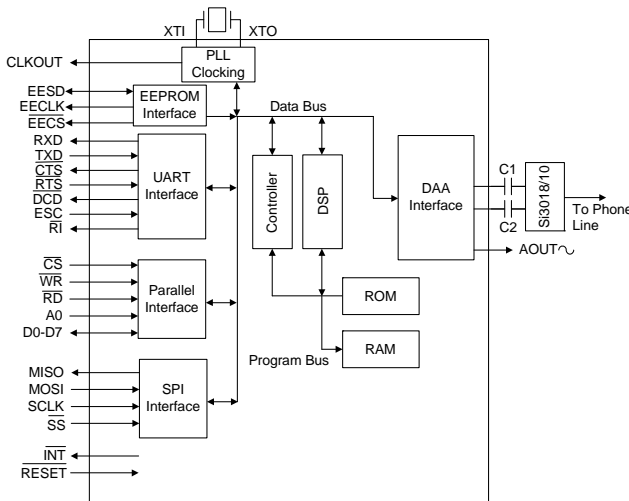 XTI XTO
CLKOUT
PLL
Clocking
EESD
EECLK
EECS
EEPROM
Interface
Data Bus
RXD
TXD
CTS
RTS
DCD
ESC
RI
UART
Interface
Controller
DSP
DAA
Interface
C1
C2
Si3018/10
To Phone
Line
AOUT
CS
WR
RD
A0
D0-D7
Parallel
Interface
ROM
RAM
Program Bus
MISO
MOSI
SCLK
SS
SPI
Interface
INT
RESET